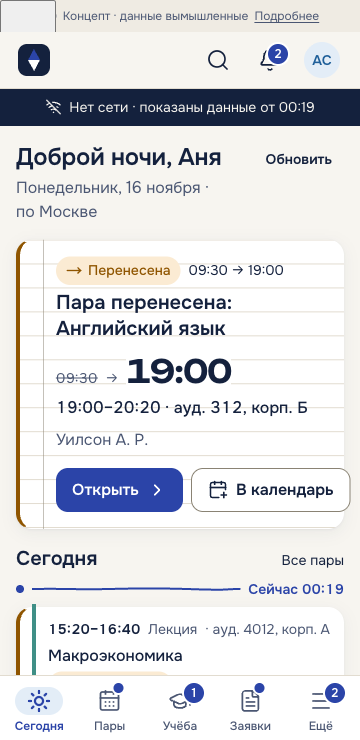 Концепт · данные вымышленные Подробнее
2
АС
Нет сети · показаны данные от 00:19
Доброй ночи, Аня
Обновить
Понедельник, 16 ноября ·
по Москве
→ Перенесена 09:30 → 19:00
Пара перенесена:
Английский язык
09:30 → 19:00
19:00–20:20 · ауд. 312, корп. Б
Уилсон А. Р.
Открыть
В календарь
Сегодня
Все пары
Сейчас 00:19
15:20–16:40 Лекция · ауд. 4012, корп. А
Макроэкономика
1
2
Сегодня Пары Учёба Заявки Ещё